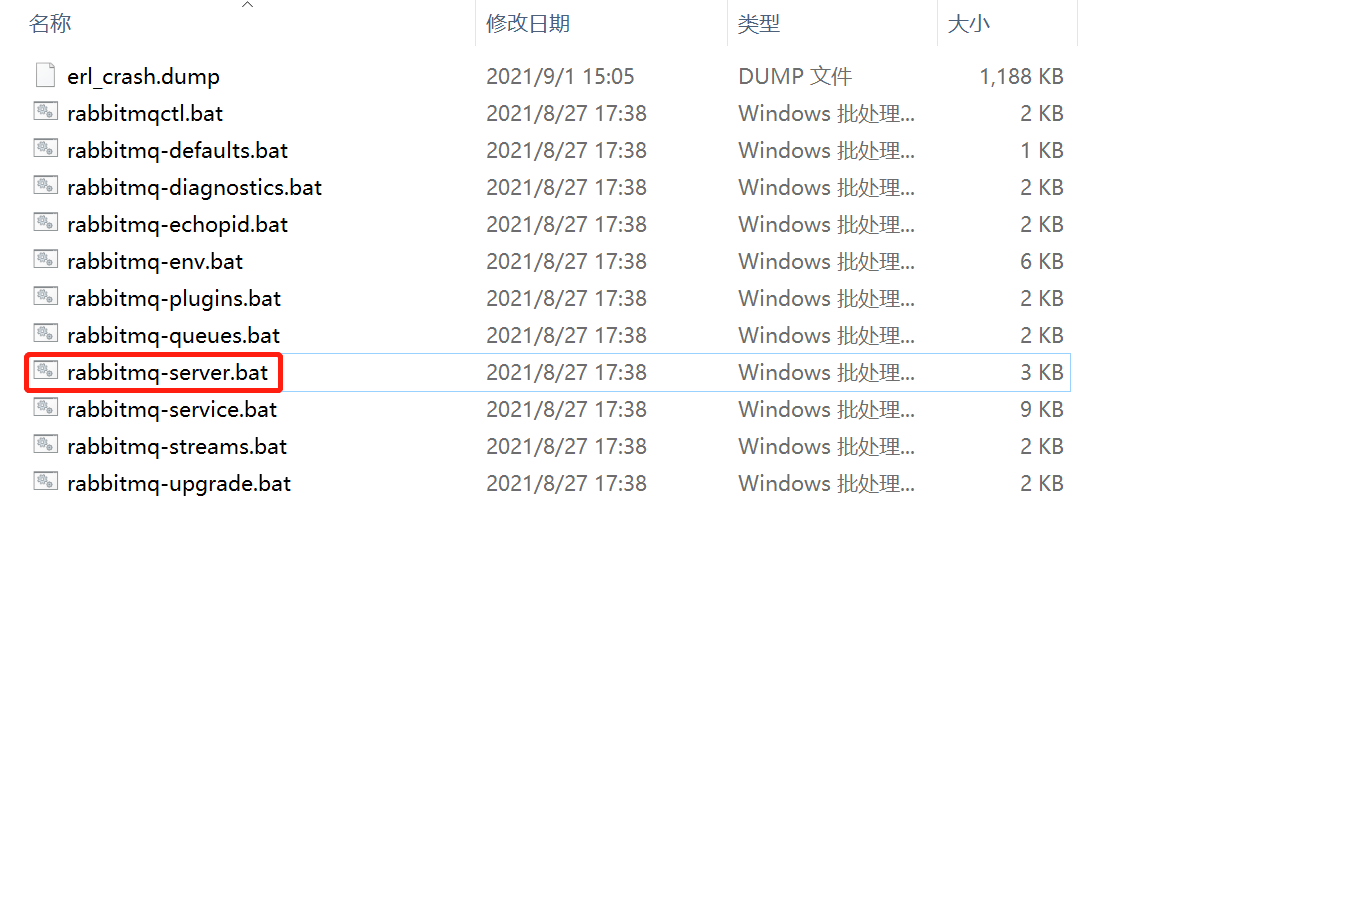 名称 修改日期 类型 大小
erl_crash.dump 2021/9/1 15:05 DUMP 文件 1,188 KB
rabbitmqctl.bat 2021/8/27 17:38 Windows 批处理... 2 KB
rabbitmq-defaults.bat 2021/8/27 17:38 Windows 批处理... 1 KB
rabbitmq-diagnostics.bat 2021/8/27 17:38 Windows 批处理... 2 KB
rabbitmq-echopid.bat 2021/8/27 17:38 Windows 批处理... 2 KB
rabbitmq-env.bat 2021/8/27 17:38 Windows 批处理... 6 KB
rabbitmq-plugins.bat 2021/8/27 17:38 Windows 批处理... 2 KB
rabbitmq-queues.bat 2021/8/27 17:38 Windows 批处理... 2 KB
rabbitmq-server.bat 2021/8/27 17:38 Windows 批处理... 3 KB
rabbitmq-service.bat 2021/8/27 17:38 Windows 批处理... 9 KB
rabbitmq-streams.bat 2021/8/27 17:38 Windows 批处理... 2 KB
rabbitmq-upgrade.bat 2021/8/27 17:38 Windows 批处理... 2 KB